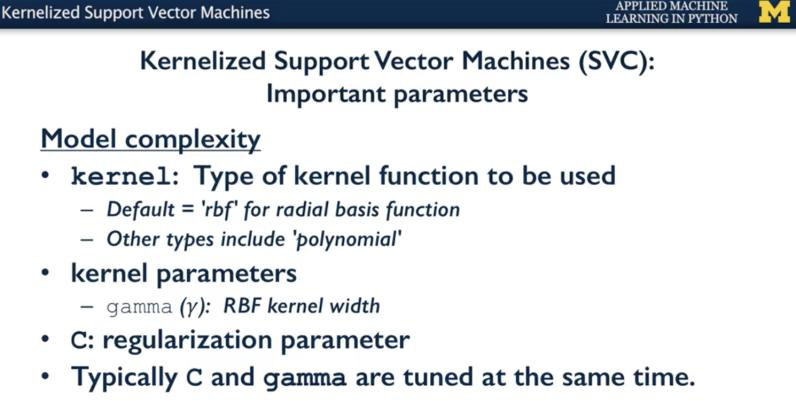 Kernelized Support Vector Machines
APPLIED MACHINE
LEARNING IN PYTHON
M
Kernelized Support Vector Machines (SVC):
Important parameters
Model complexity
• kernel: Type of kernel function to be used
– Default = 'rbf' for radial basis function
– Other types include 'polynomial'
• kernel parameters
– gamma (γ): RBF kernel width
• C: regularization parameter
• Typically C and gamma are tuned at the same time.